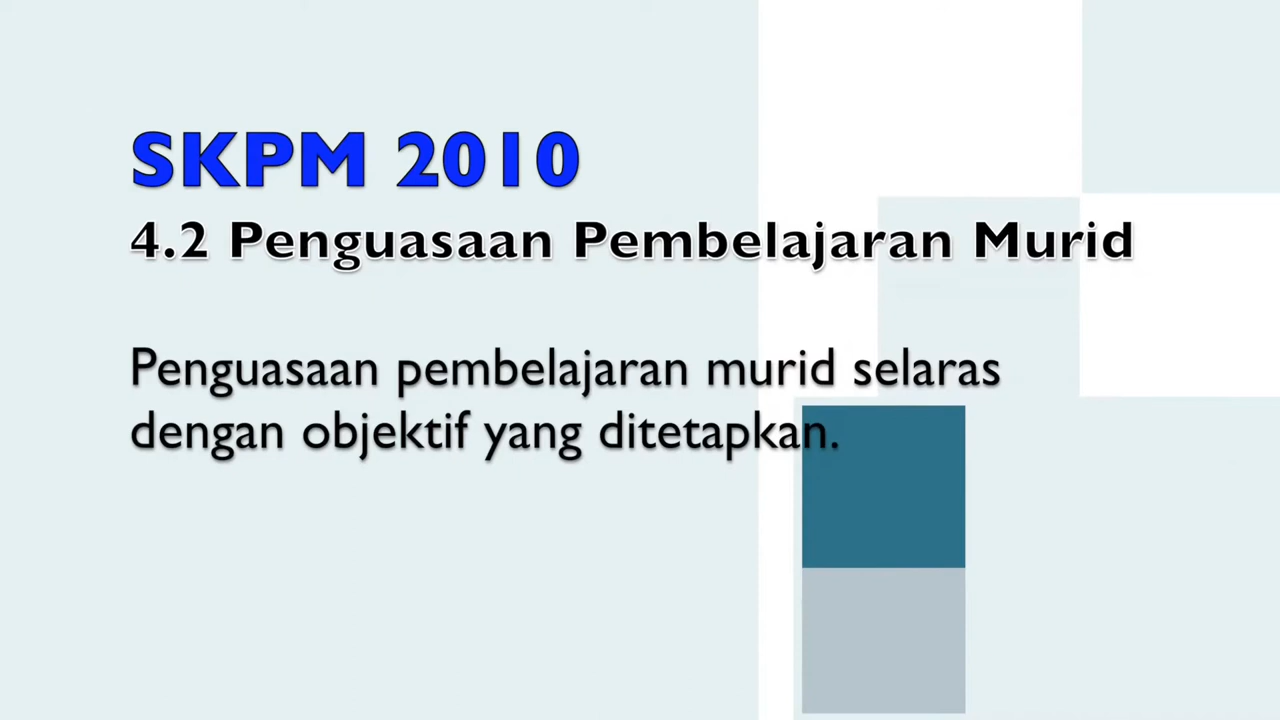 SKPM 2010
4.2 Penguasaan Pembelajaran Murid
Penguasaan pembelajaran murid selaras
dengan objektif yang ditetapkan.